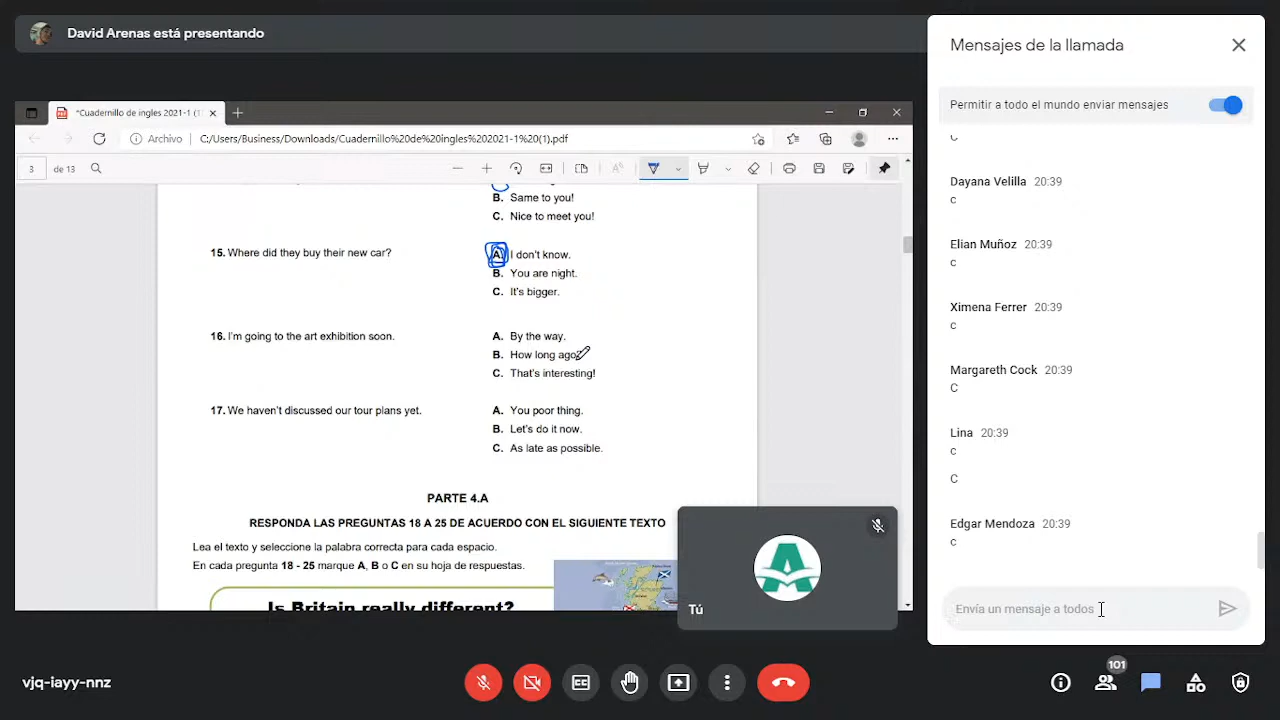 David Arenas está presentando
*Cuadernillo de ingles 2021-1 (1
Archivo
C:/Users/Business/Downloads/Cuadernillo%20de%20ingles%202021-1%20(1).pdf
3
de 13
B. Same to you!
C. Nice to meet you!
15. Where did they buy their new car?
A. I don't know.
B. You are night.
C. It's bigger.
16. I'm going to the art exhibition soon.
A. By the way.
B. How long ago?
C. That's interesting!
17. We haven't discussed our tour plans yet.
A. You poor thing.
B. Let's do it now.
C. As late as possible.
PARTE 4.A
RESPONDA LAS PREGUNTAS 18 A 25 DE ACUERDO CON EL SIGUIENTE TEXTO
Lea el texto y seleccione la palabra correcta para cada espacio.
En cada pregunta 18 - 25 marque A, B o C en su hoja de respuestas.
Is Britain really different?
Tú
Mensajes de la llamada
Permitir a todo el mundo enviar mensajes
C
Dayana Velilla 20:39
c
Elian Muñoz 20:39
c
Ximena Ferrer 20:39
c
Margareth Cock 20:39
C
Lina 20:39
c
C
Edgar Mendoza 20:39
c
Envía un mensaje a todos
vjq-iayy-nnz
CC
101